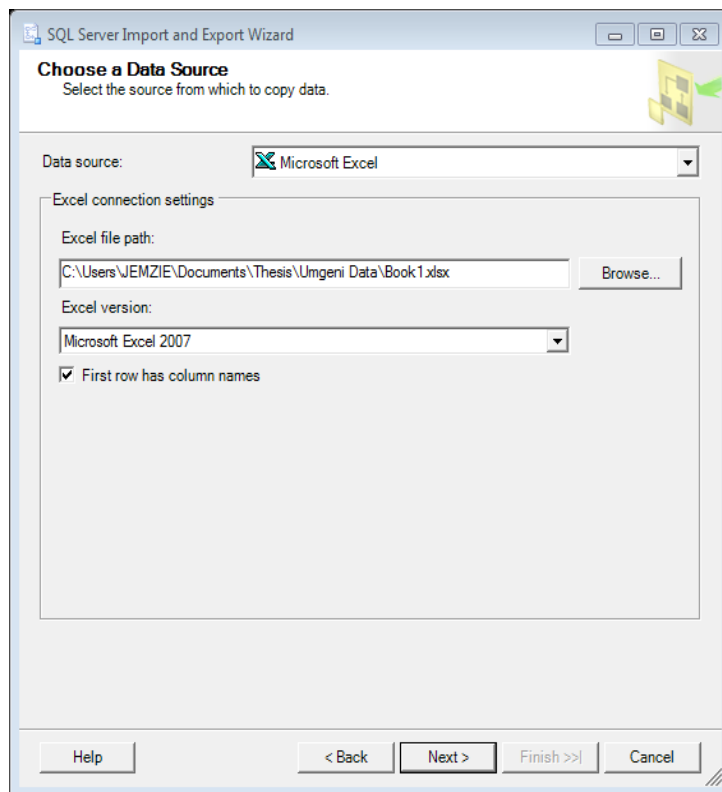 SQL Server Import and Export Wizard
Choose a Data Source
Select the source from which to copy data.
Data source:
Microsoft Excel
Excel connection settings
Excel file path:
C:\Users\JEMZIE\Documents\Thesis\Umgeni Data\Book1.xlsx
Browse...
Excel version:
Microsoft Excel 2007
First row has column names
Help
< Back
Next >
Finish >>|
Cancel